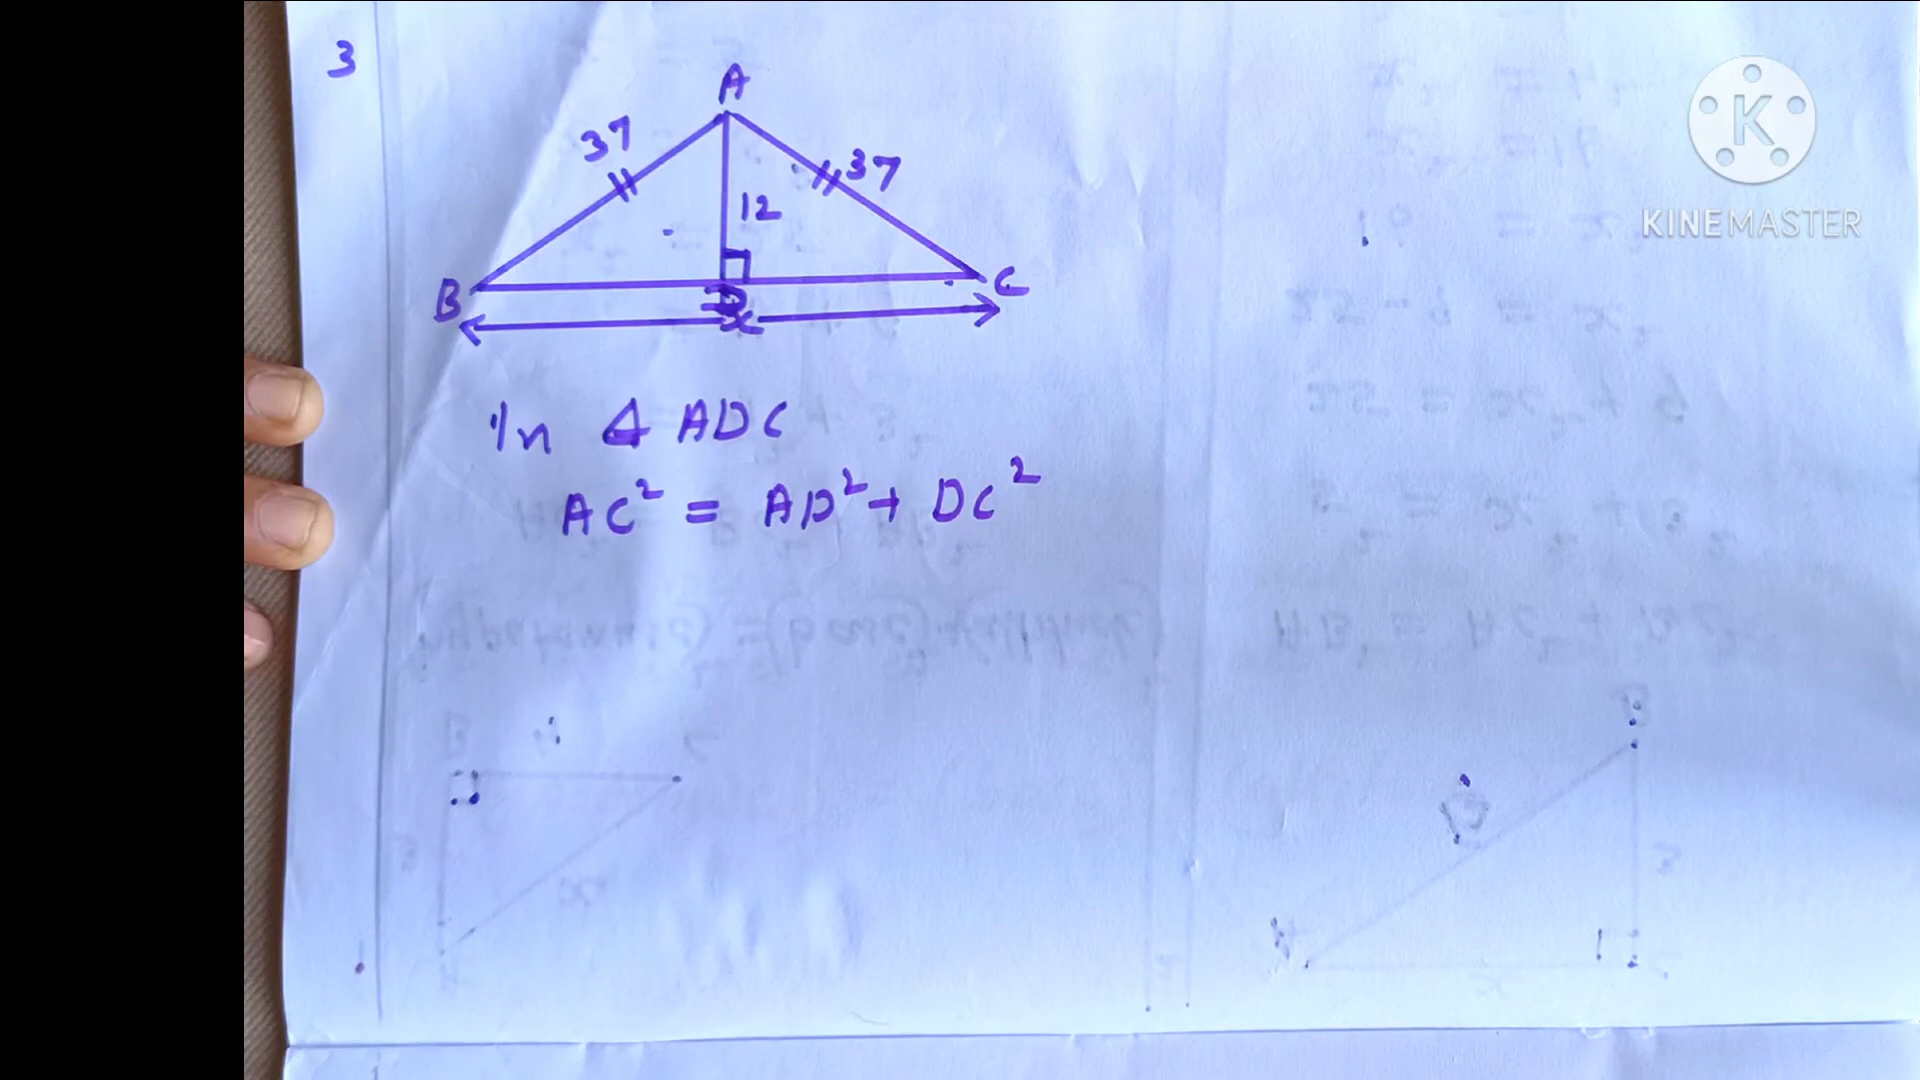 3
A
37
37
12
B
D
C
x
In Δ ADC
AC² = AD² + DC²
K
KINEMASTER